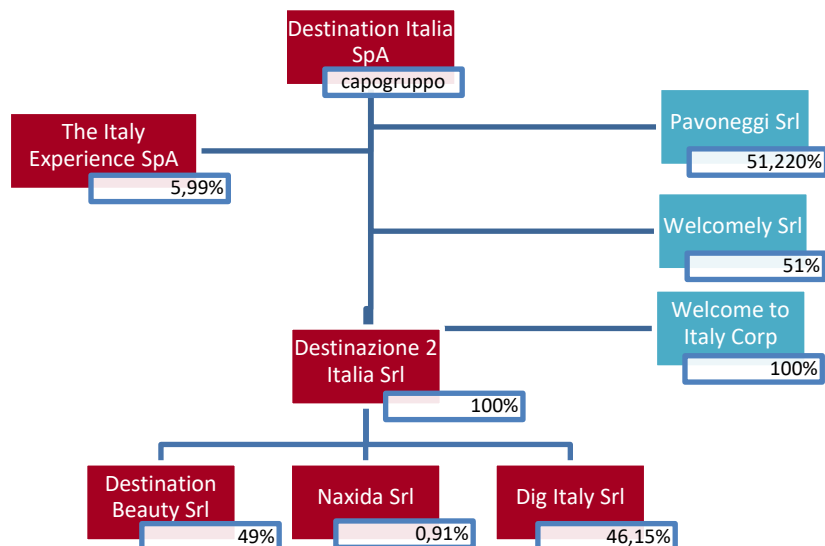 Destination Italia
SpA
capogruppo
The Italy
Experience SpA
5,99%
Pavoneggi Srl
51,220%
Welcomely Srl
51%
Welcome to
Italy Corp
100%
Destinazione 2
Italia Srl
100%
Destination
Beauty Srl
49%
Naxida Srl
0,91%
Dig Italy Srl
46,15%